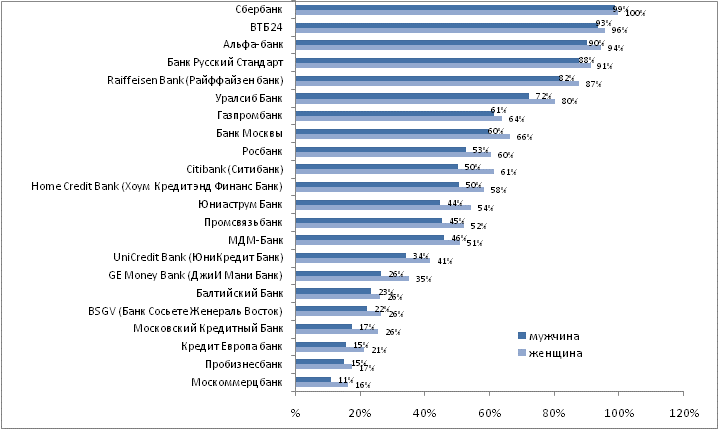 Сбербанк 99% 100%
ВТБ24 93% 96%
Альфа-банк 90% 94%
Банк Русский Стандарт 88% 91%
Raiffeisen Bank (Райффайзен банк) 82% 87%
Уралсиб Банк 72% 80%
Газпромбанк 61% 64%
Банк Москвы 60% 66%
Росбанк 53% 60%
Citibank (Ситибанк) 50% 61%
Home Credit Bank (Хоум Кредит энд Финанс Банк) 50% 58%
Юниаструм Банк 44% 54%
Промсвязьбанк 45% 52%
МДМ-Банк 46% 51%
UniCredit Bank (ЮниКредит Банк) 34% 41%
GE Money Bank (ДжиИ Мани Банк) 26% 35%
Балтийский Банк 23% 26%
BSGV (Банк Сосьете Женераль Восток) 22% 26%
Московский Кредитный Банк 17% 26%
Кредит Европа банк 15% 21%
Пробизнесбанк 15% 17%
Москоммерцбанк 11% 16%
мужчина
женщина
% 20% 40% 60% 80% 100% 120%